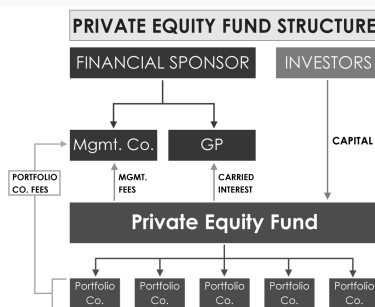 PRIVATE EQUITY FUND STRUCTURE
FINANCIAL SPONSOR
INVESTORS
Mgmt. Co.
GP
CAPITAL
PORTFOLIO
CO. FEES
MGMT.
FEES
CARRIED
INTEREST
Private Equity Fund
Portfolio
Co.
Portfolio
Co.
Portfolio
Co.
Portfolio
Co.
Portfolio
Co.